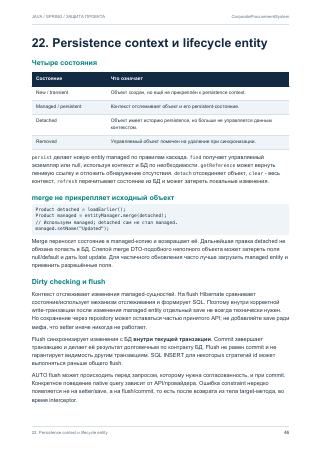 JAVA / SPRING / ЗАЩИТА ПРОЕКТА
CorporateProcurementSystem
22. Persistence context и lifecycle entity
Четыре состояния
Состояние Что означает
New / transient Объект создан, но ещё не прикреплён к persistence context.
Managed / persistent Контекст отслеживает объект и его persistent-состояние.
Detached Объект имеет историю persistence, но больше не управляется данным
контекстом.
Removed Управляемый объект помечен на удаление при синхронизации.
persist делает новую entity managed по правилам каскада. find получает управляемый
экземпляр или null, используя контекст и БД по необходимости. getReference может вернуть
ленивую ссылку и отложить обнаружение отсутствия. detach отсоединяет объект, clear - весь
контекст, refresh перечитывает состояние из БД и может затереть локальные изменения.
merge не прикрепляет исходный объект
Product detached = loadEarlier();
Product managed = entityManager.merge(detached);
// Используем managed; detached сам не стал managed.
managed.setName("Updated");
Merge переносит состояние в managed-копию и возвращает её. Дальнейшая правка detached не
обязана попасть в БД. Слепой merge DTO-подобного неполного объекта может затереть поля
null/default и дать lost update. Для частичного обновления часто лучше загрузить managed entity и
применить разрешённые поля.
Dirty checking и flush
Контекст отслеживает изменения managed-сущностей. На flush Hibernate сравнивает
состояния/использует механизм отслеживания и формирует SQL. Поэтому внутри корректной
write-транзакции после изменения managed entity отдельный save не всегда технически нужен.
Но сохранение через repository может оставаться частью принятого API; не добавляйте save ради
мифа, что setter иначе никогда не работает.
Flush синхронизирует изменения с БД внутри текущей транзакции. Commit завершает
транзакцию и делает её результат долговечным по контракту БД. Flush не равен commit и не
гарантирует видимость другим транзакциям. SQL INSERT для некоторых стратегий id может
выполниться раньше общего flush.
AUTO flush может происходить перед запросом, которому нужна согласованность, и при commit.
Конкретное поведение native query зависит от API/провайдера. Ошибка constraint нередко
появляется не на setter/save, а на flush/commit, то есть после возврата из тела target-метода, во
время interceptor.
22. Persistence context и lifecycle entity
46